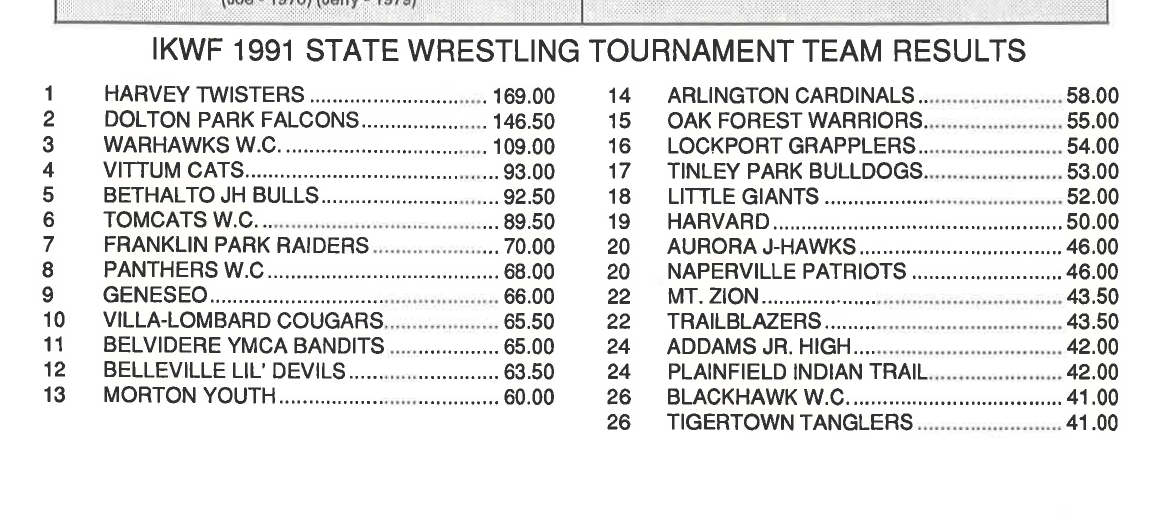 (Joe - 1970) (Jerry - 1979)
IKWF 1991 STATE WRESTLING TOURNAMENT TEAM RESULTS
1 HARVEY TWISTERS 169.00
2 DOLTON PARK FALCONS 146.50
3 WARHAWKS W.C. 109.00
4 VITTUM CATS 93.00
5 BETHALTO JH BULLS 92.50
6 TOMCATS W.C. 89.50
7 FRANKLIN PARK RAIDERS 70.00
8 PANTHERS W.C 68.00
9 GENESEO 66.00
10 VILLA-LOMBARD COUGARS 65.50
11 BELVIDERE YMCA BANDITS 65.00
12 BELLEVILLE LIL' DEVILS 63.50
13 MORTON YOUTH 60.00
14 ARLINGTON CARDINALS 58.00
15 OAK FOREST WARRIORS 55.00
16 LOCKPORT GRAPPLERS 54.00
17 TINLEY PARK BULLDOGS 53.00
18 LITTLE GIANTS 52.00
19 HARVARD 50.00
20 AURORA J-HAWKS 46.00
20 NAPERVILLE PATRIOTS 46.00
22 MT. ZION 43.50
22 TRAILBLAZERS 43.50
24 ADDAMS JR. HIGH 42.00
24 PLAINFIELD INDIAN TRAIL 42.00
26 BLACKHAWK W.C. 41.00
26 TIGERTOWN TANGLERS 41.00